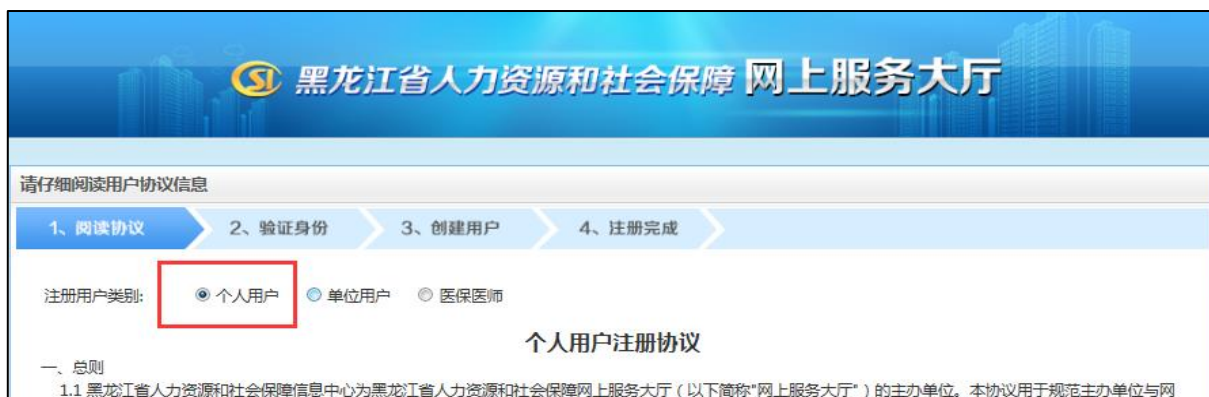 SI 黑龙江省人力资源和社会保障 网上服务大厅
请仔细阅读用户协议信息
1、阅读协议 2、验证身份 3、创建用户 4、注册完成
注册用户类别: 个人用户 单位用户 医保医师
个人用户注册协议
一、总则
1.1 黑龙江省人力资源和社会保障信息中心为黑龙江省人力资源和社会保障网上服务大厅（以下简称"网上服务大厅"）的主办单位。本协议用于规范主办单位与网